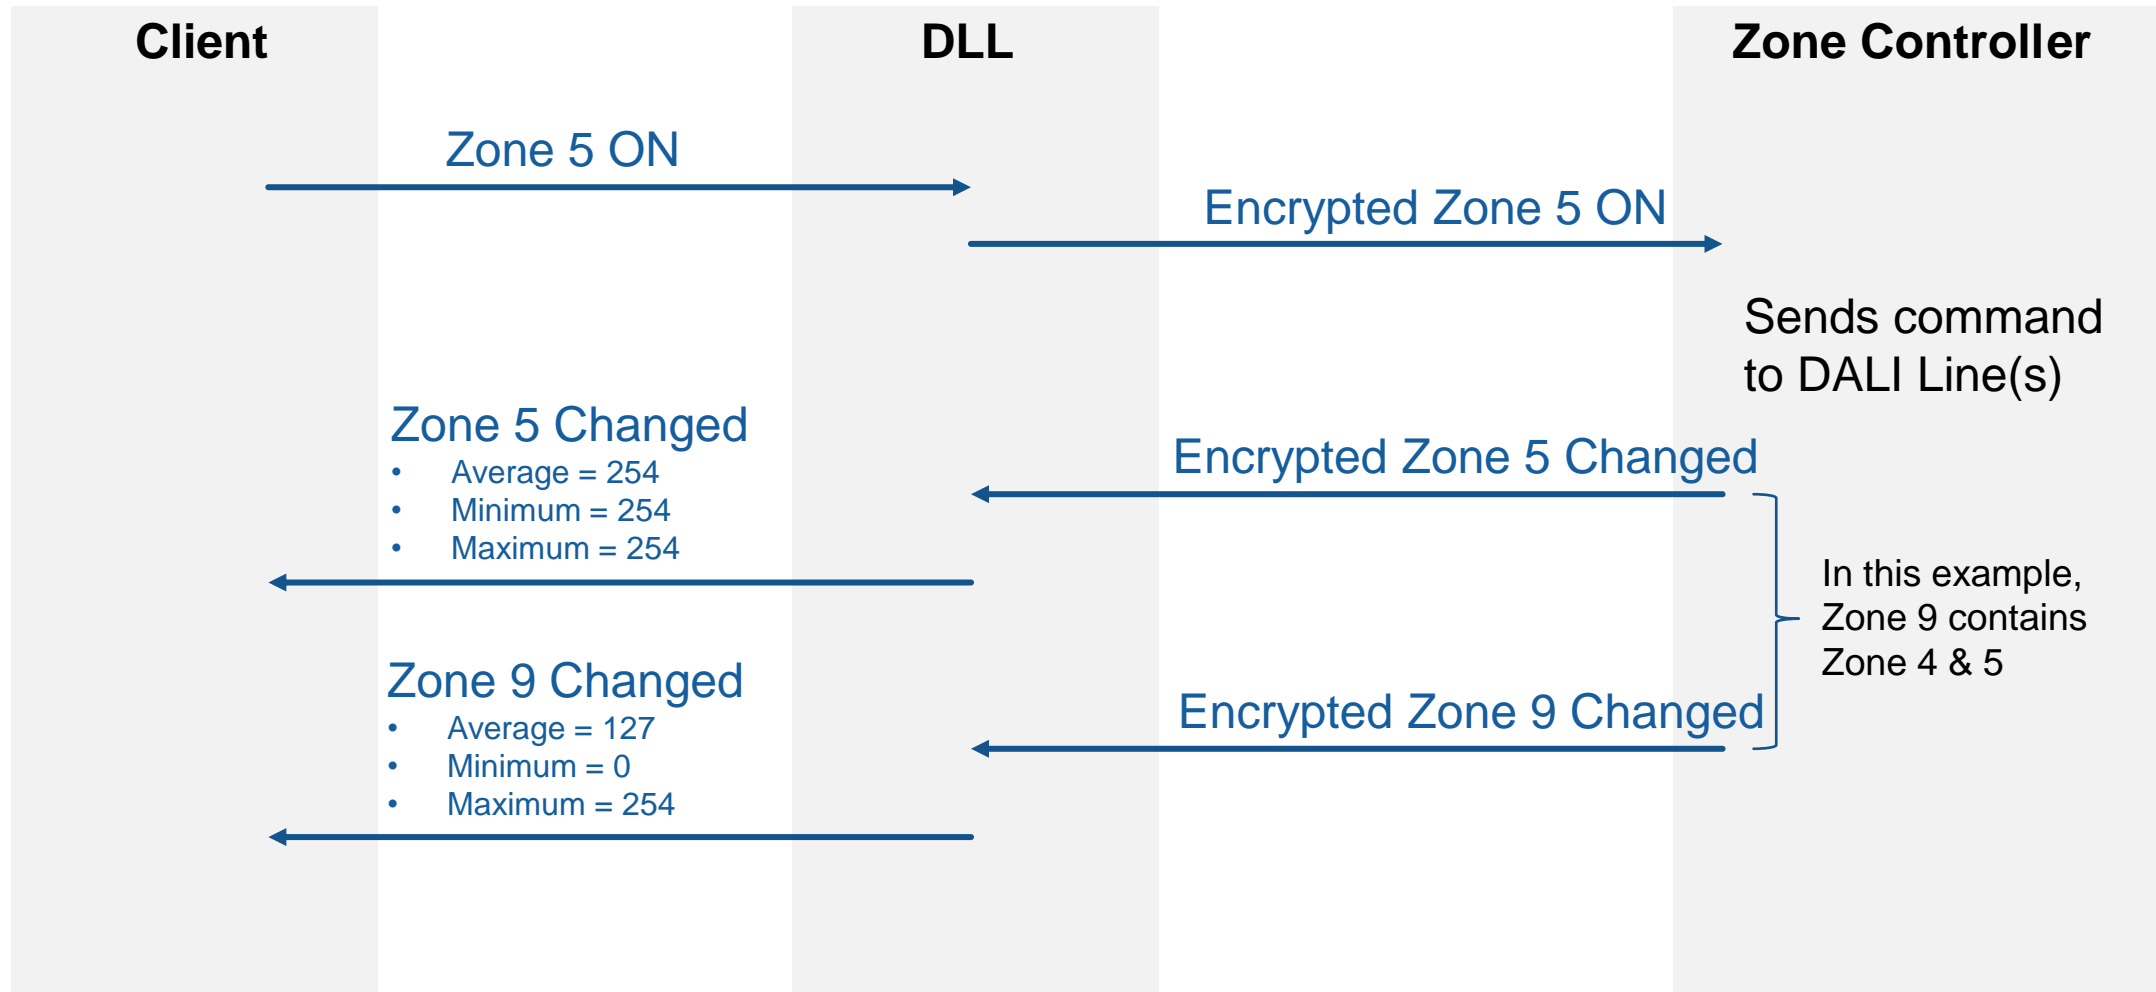 Client
DLL
Zone Controller
Zone 5 ON
Encrypted Zone 5 ON
Sends command
to DALI Line(s)
Zone 5 Changed
• Average = 254
• Minimum = 254
• Maximum = 254
Encrypted Zone 5 Changed
In this example,
Zone 9 contains
Zone 4 & 5
Zone 9 Changed
• Average = 127
• Minimum = 0
• Maximum = 254
Encrypted Zone 9 Changed